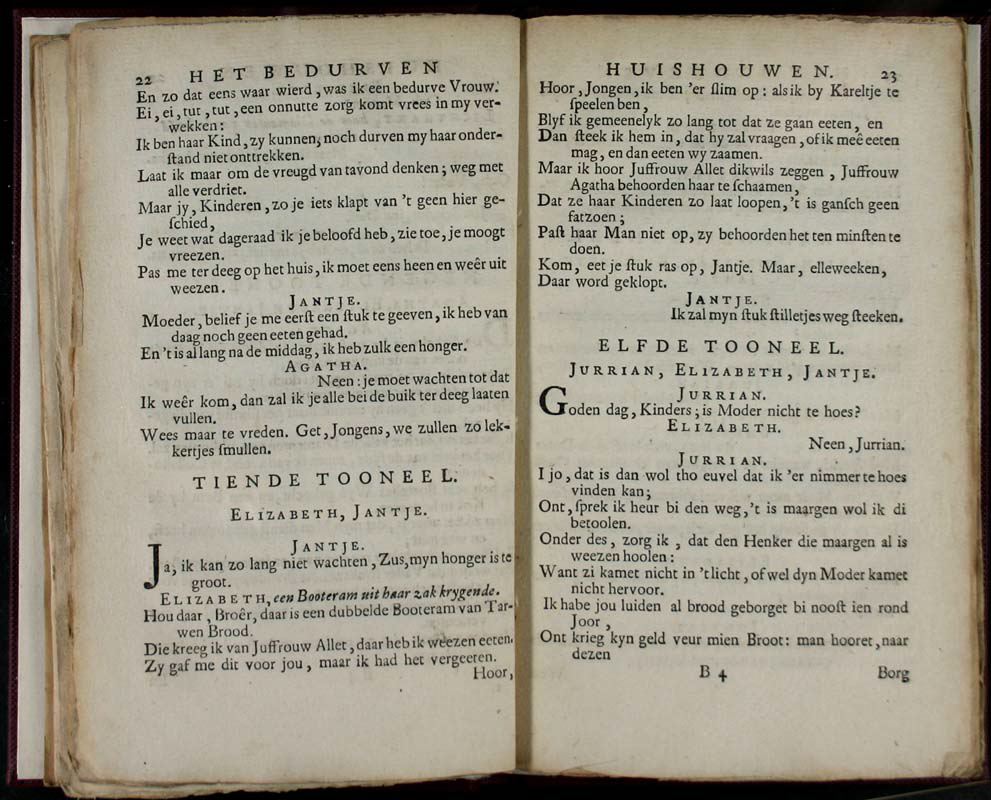 22 HET BEDURVEN
En zo dat eens waar wierd, was ik een bedurve Vrouw.
Ei, ei, tut, tut, een onnutte zorg komt vrees in my ver-
wekken:
Ik ben haar Kind, zy kunnen, noch durven my haar onder-
ſtand niet onttrekken.
Laat ik maar om de vreugd van tavond denken; weg met
alle verdriet.
Maar jy, Kinderen, zo je iets klapt van 't geen hier ge-
ſchied,
Je weet wat dageraad ik je beloofd heb, zie toe, je moogt
vreezen.
Pas me ter deeg op het huis, ik moet eens heen en weêr uit
weezen.
JANTJE.
Moeder, belief je me eerſt een ſtuk te geeven, ik heb van
daag noch geen eeten gehad.
En 't is al lang na de middag, ik heb zulk een honger.
AGATHA.
Neen: je moet wachten tot dat
Ik weêr kom, dan zal ik je alle bei de buik ter deeg laaten
vullen.
Wees maar te vreden. Get, Jongens, we zullen zo lek-
kertjes ſmullen.
TIENDE TOONEEL.
ELIZABETH, JANTJE.
JANTJE.
Ja, ik kan zo lang niet wachten, Zus, myn honger is te
groot.
ELIZABETH, een Booteram uit haar zak krygende.
Hou daar, Broêr, daar is een dubbelde Booteram van Tar-
wen Brood.
Die kreeg ik van Juffrouw Allet, daar heb ik weezen eeten.
Zy gaf me dit voor jou, maar ik had het vergeeten.
Hoor,
HUISHOUWEN. 23
Hoor, Jongen, ik ben 'er ſlim op: als ik by Kareltje te
ſpeelen ben,
Blyf ik gemeenelyk zo lang tot dat ze gaan eeten, en
Dan ſteek ik hem in, dat hy zal vraagen, of ik meê eeten
mag, en dan eeten wy zaamen.
Maar ik hoor Juffrouw Allet dikwils zeggen, Juffrouw
Agatha behoorden haar te ſchaamen,
Dat ze haar Kinderen zo laat loopen, 't is ganſch geen
fatzoen;
Paſt haar Man niet op, zy behoorden het ten minſten te
doen.
Kom, eet je ſtuk ras op, Jantje. Maar, elleweeken,
Daar word geklopt.
JANTJE.
Ik zal myn ſtuk ſtilletjes weg ſteeken.
ELFDE TOONEEL.
JURRIAN, ELIZABETH, JANTJE.
JURRIAN.
Goden dag, Kinders; is Moder nicht te hoes?
ELIZABETH.
Neen, Jurrian.
JURRIAN.
I jo, dat is dan wol tho euvel dat ik 'er nimmer te hoes
vinden kan;
Ont, ſprek ik heur bi den weg, 't is maargen wol ik di
betoolen.
Onder des, zorg ik, dat den Henker die maargen al is
weezen hoolen:
Want zi kamet nicht in 't licht, of wel dyn Moder kamet
nicht hervoor.
Ik habe jou luiden al brood geborget bi nooſt ien rond
Joor,
Ont krieg kyn geld veur mien Broot: man hooret, naar
dezen
B 4 Borg